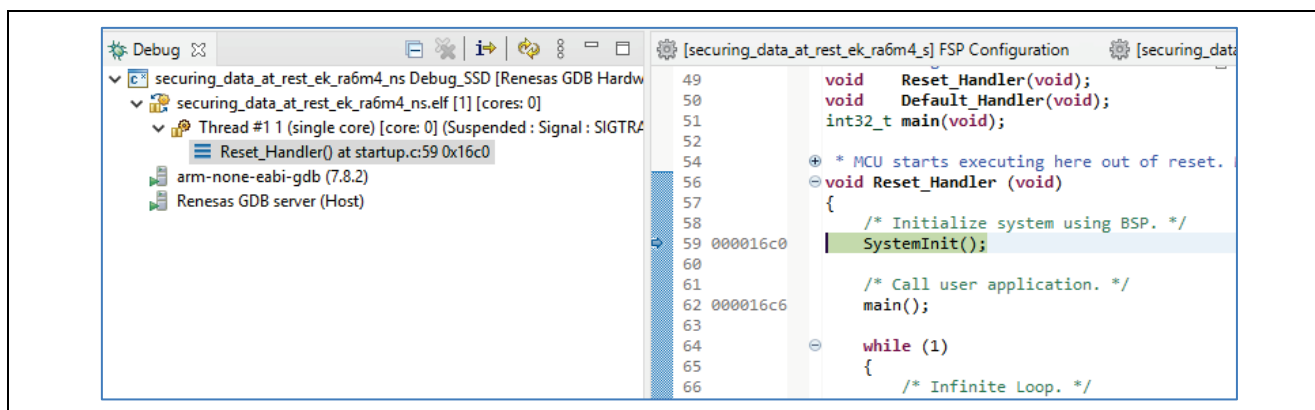 Debug
securing_data_at_rest_ek_ra6m4_ns Debug_SSD [Renesas GDB Hardw
securing_data_at_rest_ek_ra6m4_ns.elf [1] [cores: 0]
Thread #1 1 (single core) [core: 0] (Suspended : Signal : SIGTRA
Reset_Handler() at startup.c:59 0x16c0
arm-none-eabi-gdb (7.8.2)
Renesas GDB server (Host)
[securing_data_at_rest_ek_ra6m4_s] FSP Configuration
[securing_data
49 void Reset_Handler(void);
50 void Default_Handler(void);
51 int32_t main(void);
52
54 * MCU starts executing here out of reset.
56 void Reset_Handler (void)
57 {
58 /* Initialize system using BSP. */
59 000016c0 SystemInit();
60
61 /* Call user application. */
62 000016c6 main();
63
64 while (1)
65 {
66 /* Infinite Loop. */